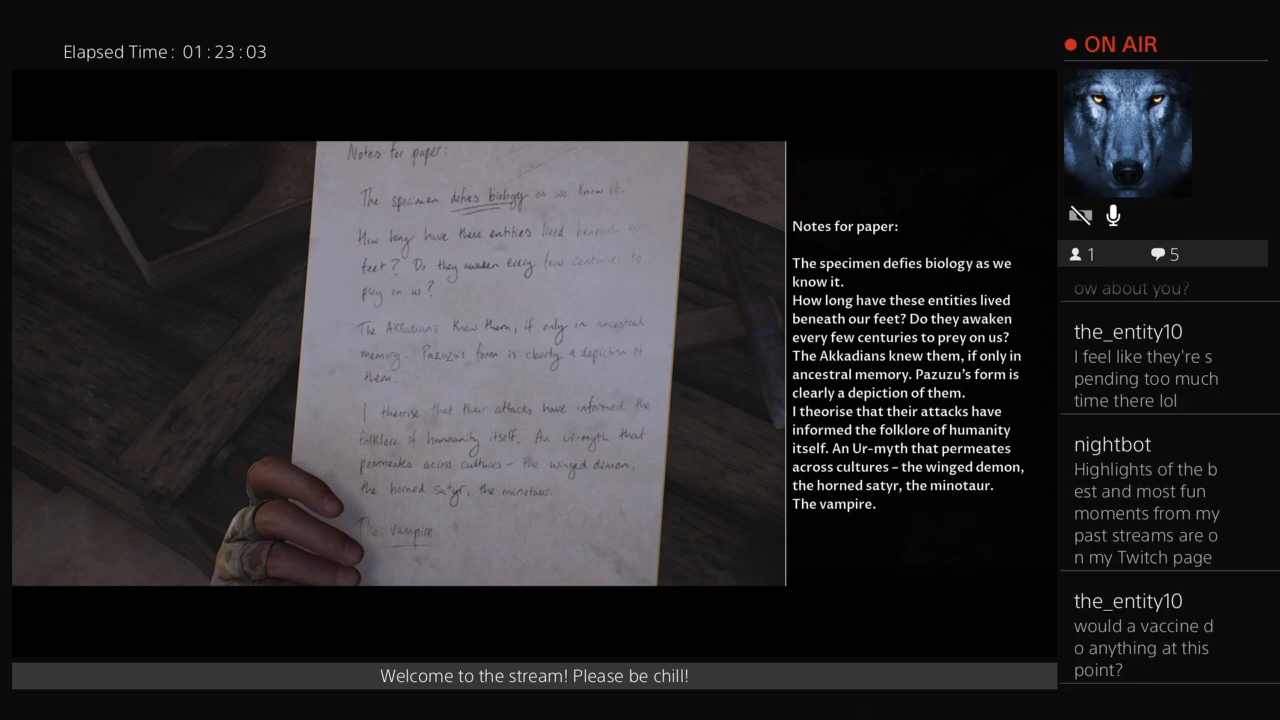 Elapsed Time: 01:23:03
ON AIR
1
5
Notes for paper:
The specimen defies biology as we know it.
How long have these entities lived beneath our
feet? Do they awaken every few centuries to
prey on us?
The Akkadians knew them, if only in ancestral
memory. Pazuzu's form is clearly a depiction of
them.
I theorise that their attacks have informed the
folklore of humanity itself. An ur-myth that
permeates across cultures – the winged demon,
the horned satyr, the minotaur.
The vampire.
Notes for paper:
The specimen defies biology as we
know it.
How long have these entities lived
beneath our feet? Do they awaken
every few centuries to prey on us?
The Akkadians knew them, if only in
ancestral memory. Pazuzu's form is
clearly a depiction of them.
I theorise that their attacks have
informed the folklore of humanity
itself. An Ur-myth that permeates
across cultures – the winged demon,
the horned satyr, the minotaur.
The vampire.
ow about you?
the_entity10
I feel like they're s
pending too much
time there lol
nightbot
Highlights of the b
est and most fun
moments from my
past streams are o
n my Twitch page
the_entity10
would a vaccine d
o anything at this
point?
Welcome to the stream! Please be chill!